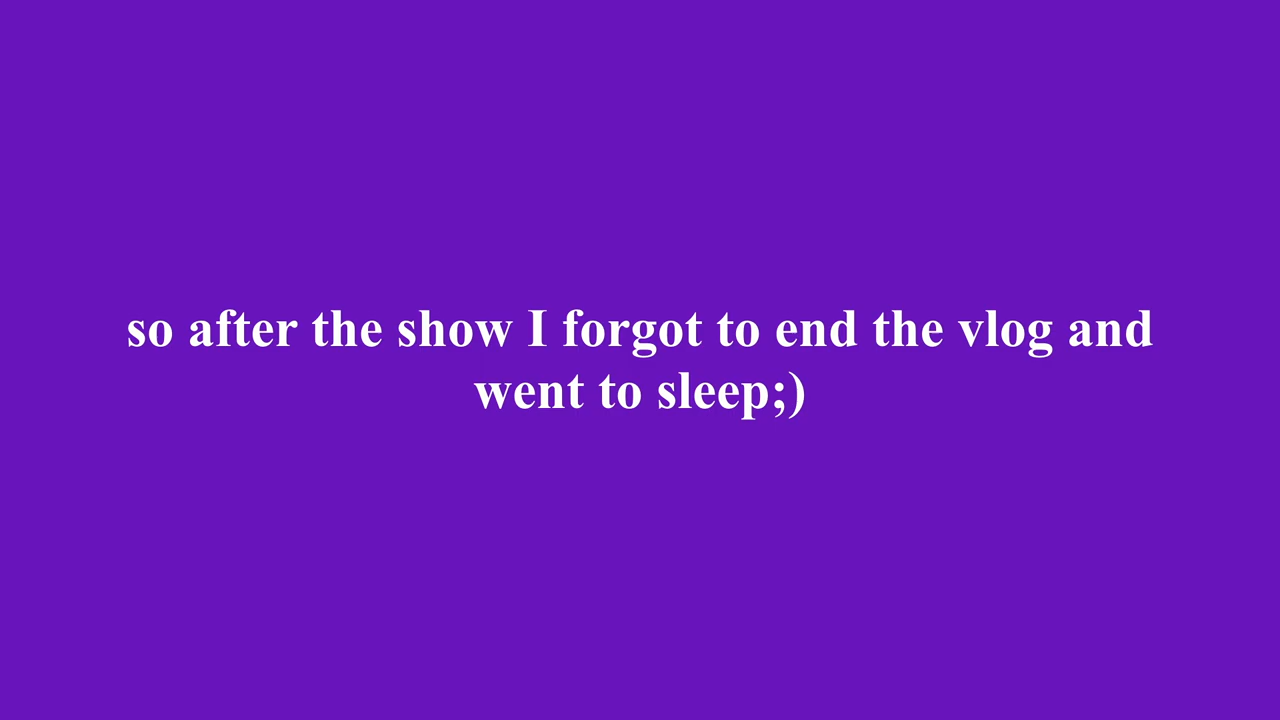 so after the show I forgot to end the vlog and
went to sleep;)